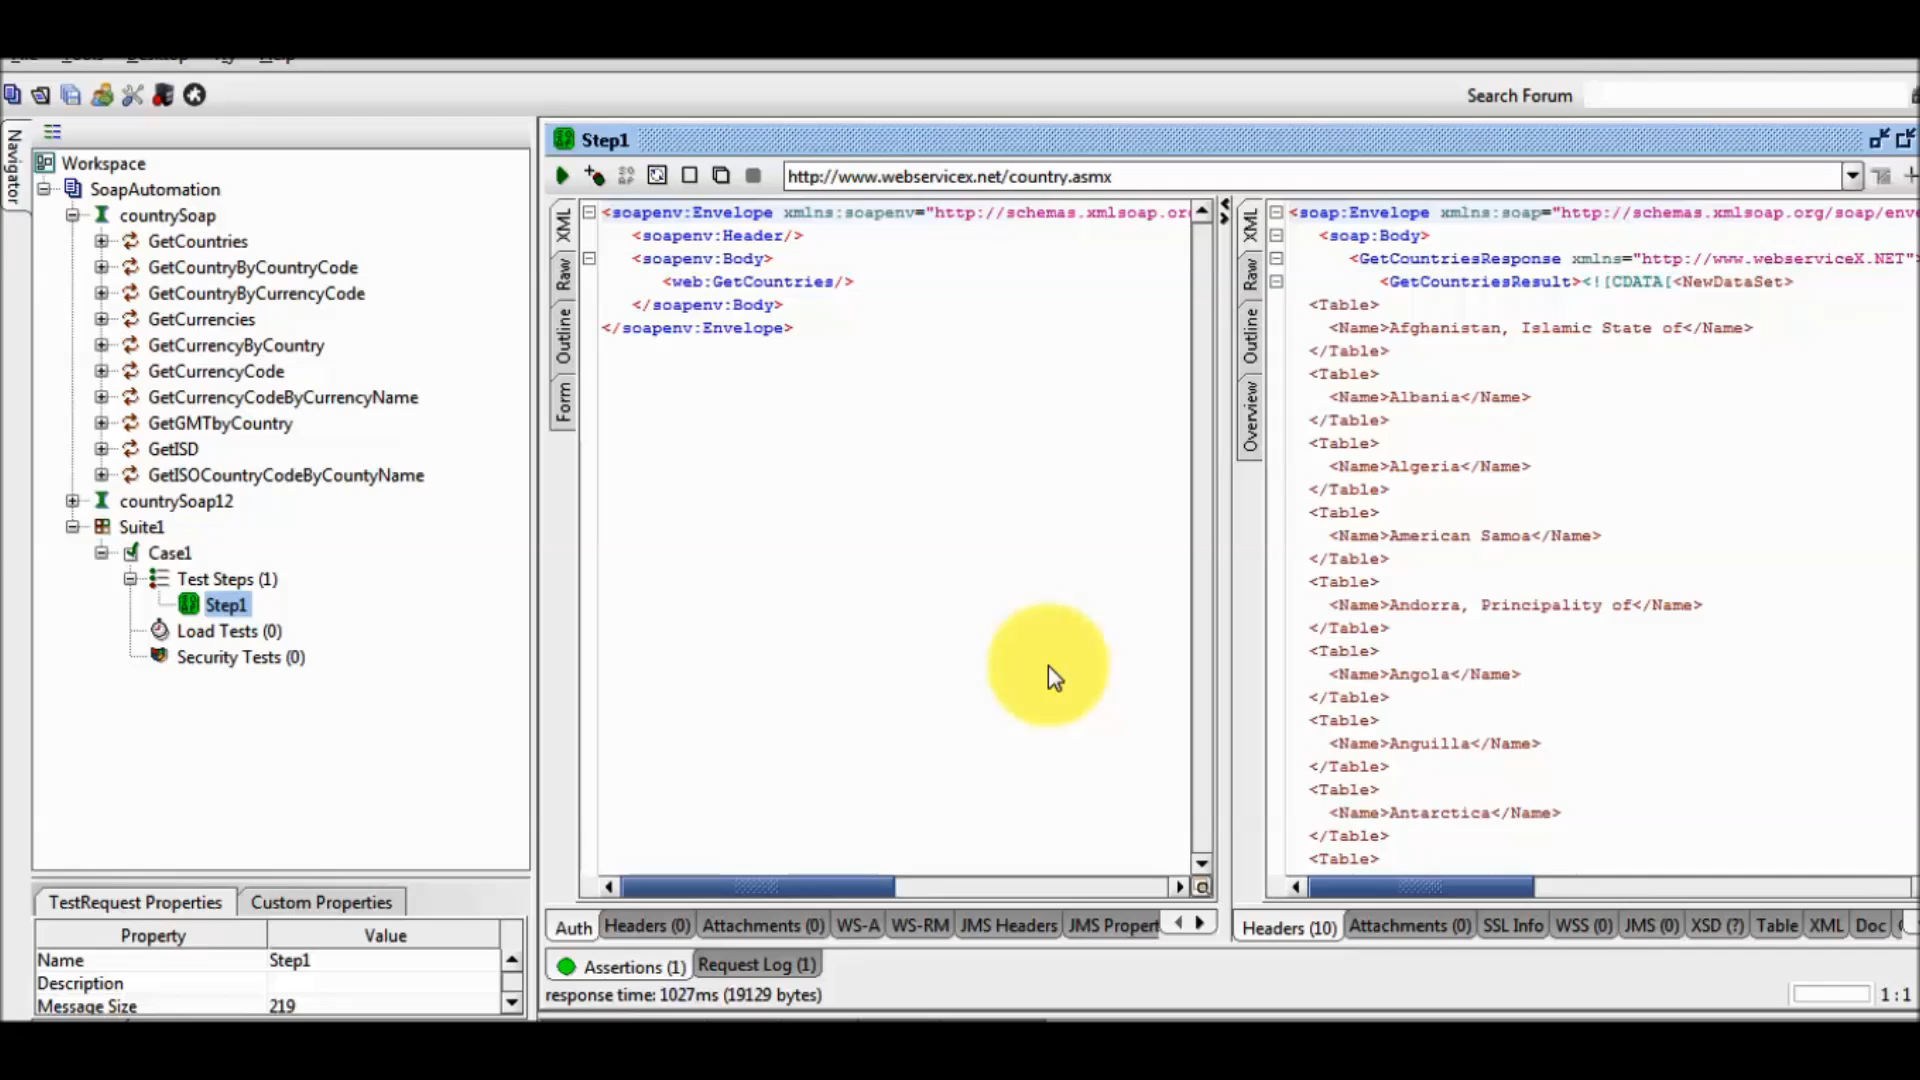 Search Forum
Navigator
Workspace
SoapAutomation
countrySoap
GetCountries
GetCountryByCountryCode
GetCountryByCurrencyCode
GetCurrencies
GetCurrencyByCountry
GetCurrencyCode
GetCurrencyCodeByCurrencyName
GetGMTbyCountry
GetISD
GetISOCountryCodeByCountyName
countrySoap12
Suite1
Case1
Test Steps (1)
Step1
Load Tests (0)
Security Tests (0)
TestRequest Properties
Custom Properties
Property Value
Name Step1
Description
Message Size 219
Step1
http://www.webservicex.net/country.asmx
XML
Raw
Outline
Form
<soapenv:Envelope xmlns:soapenv="http://schemas.xmlsoap.or
<soapenv:Header/>
<soapenv:Body>
<web:GetCountries/>
</soapenv:Body>
</soapenv:Envelope>
XML
Raw
Outline
Overview
<soap:Envelope xmlns:soap="http://schemas.xmlsoap.org/soap/enve
<soap:Body>
<GetCountriesResponse xmlns="http://www.webserviceX.NET">
<GetCountriesResult><![CDATA[<NewDataSet>
<Table>
<Name>Afghanistan, Islamic State of</Name>
</Table>
<Table>
<Name>Albania</Name>
</Table>
<Table>
<Name>Algeria</Name>
</Table>
<Table>
<Name>American Samoa</Name>
</Table>
<Table>
<Name>Andorra, Principality of</Name>
</Table>
<Table>
<Name>Angola</Name>
</Table>
<Table>
<Name>Anguilla</Name>
</Table>
<Table>
<Name>Antarctica</Name>
</Table>
<Table>
Auth Headers (0) Attachments (0) WS-A WS-RM JMS Headers JMS Propert
Headers (10) Attachments (0) SSL Info WSS (0) JMS (0) XSD (?) Table XML Doc
Assertions (1) Request Log (1)
response time: 1027ms (19129 bytes)
1 : 1